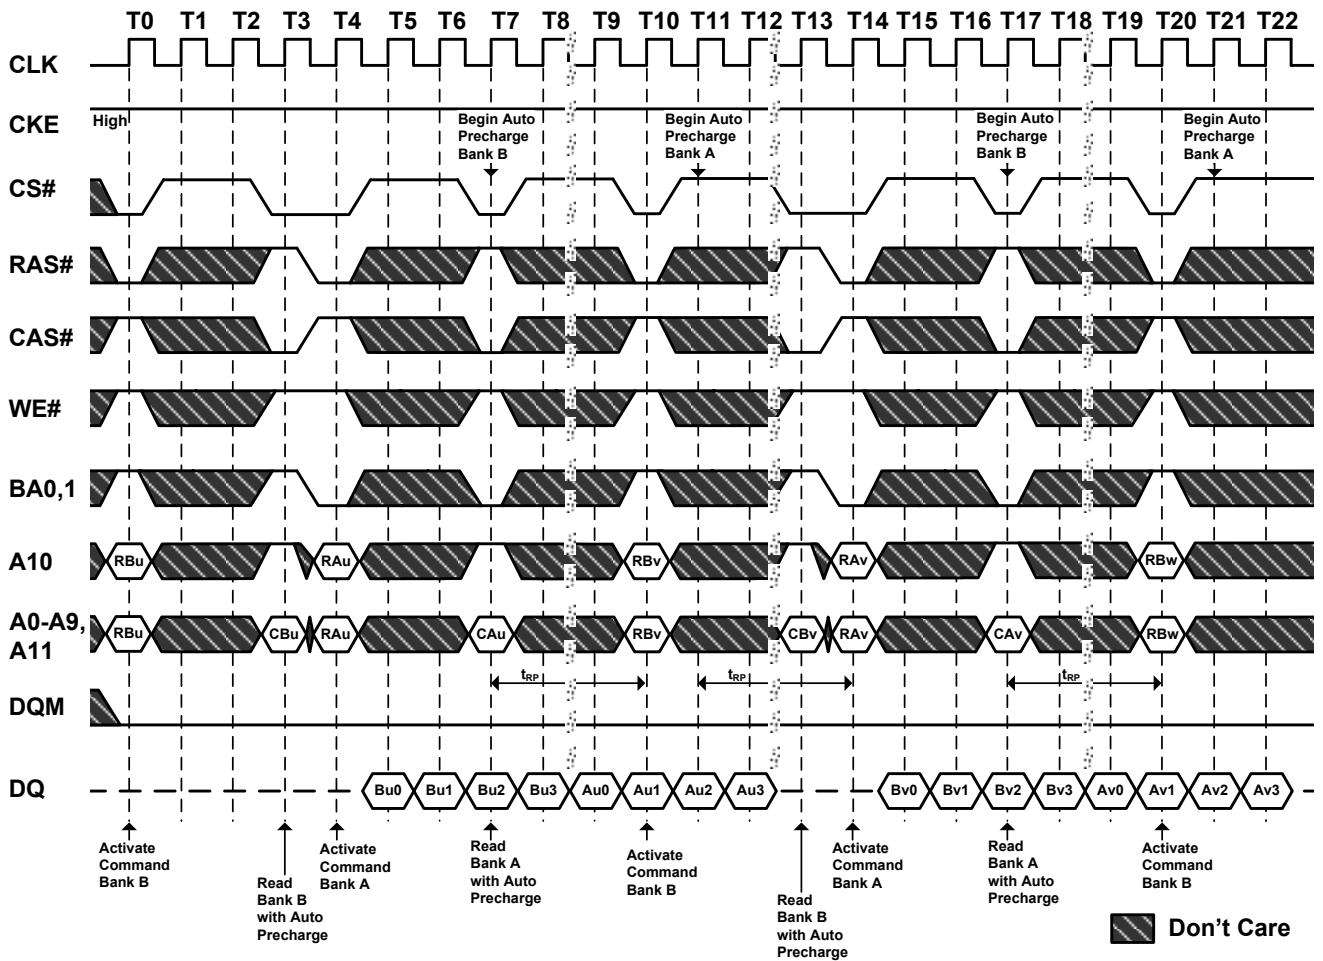 T0 T1 T2 T3 T4 T5 T6 T7 T8 T9 T10 T11 T12 T13 T14 T15 T16 T17 T18 T19 T20 T21 T22
CLK
CKE
High
Begin Auto
Precharge
Bank B
Begin Auto
Precharge
Bank A
Begin Auto
Precharge
Bank B
Begin Auto
Precharge
Bank A
CS#
RAS#
CAS#
WE#
BA0,1
A10
RBu RAu RBv RAv RBw
A0-A9,
A11
RBu CBu RAu CAu RBv CBv RAv CAv RBw
tRP tRP tRP
DQM
DQ
Bu0 Bu1 Bu2 Bu3 Au0 Au1 Au2 Au3 Bv0 Bv1 Bv2 Bv3 Av0 Av1 Av2 Av3
Activate
Command
Bank B
Read
Bank B
with Auto
Precharge
Activate
Command
Bank A
Read
Bank A
with Auto
Precharge
Activate
Command
Bank B
Read
Bank B
with Auto
Precharge
Activate
Command
Bank A
Read
Bank A
with Auto
Precharge
Activate
Command
Bank B
Don't Care